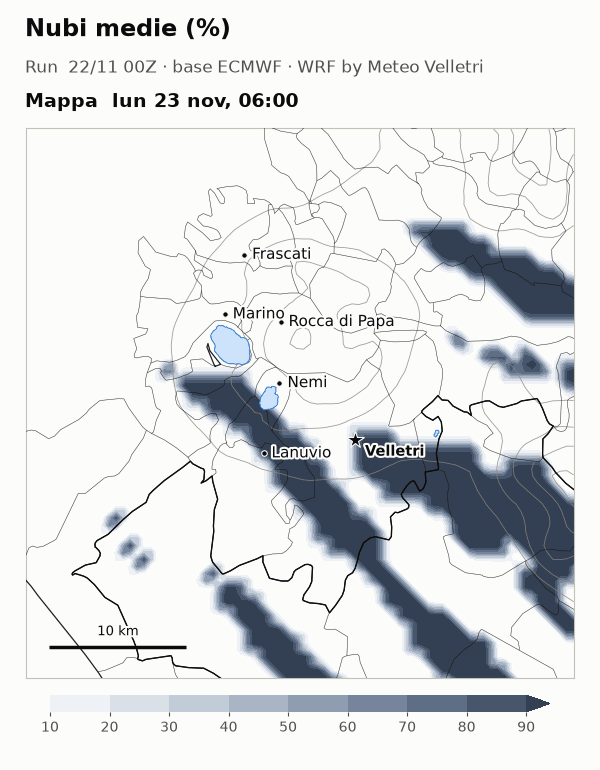 Nubi medie (%)
Run  22/11 00Z · base ECMWF · WRF by Meteo Velletri
Mappa  lun 23 nov, 06:00
Frascati
Marino
Rocca di Papa
Nemi
Velletri
Lanuvio
10 km
10 20 30 40 50 60 70 80 90